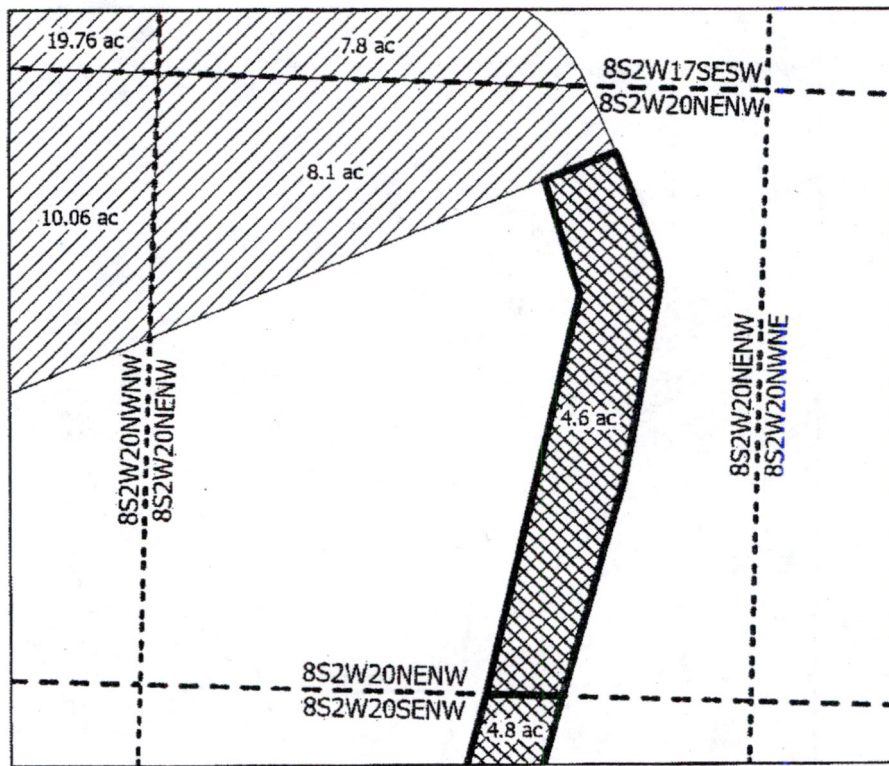 19.76 ac
7.8 ac
8S2W17SESW
8S2W20NENW
8.1 ac
10.06 ac
8S2W20NWNW
8S2W20NENW
4.6 ac
8S2W20NENW
8S2W20NWNE
8S2W20NENW
8S2W20SENW
4.8 ac